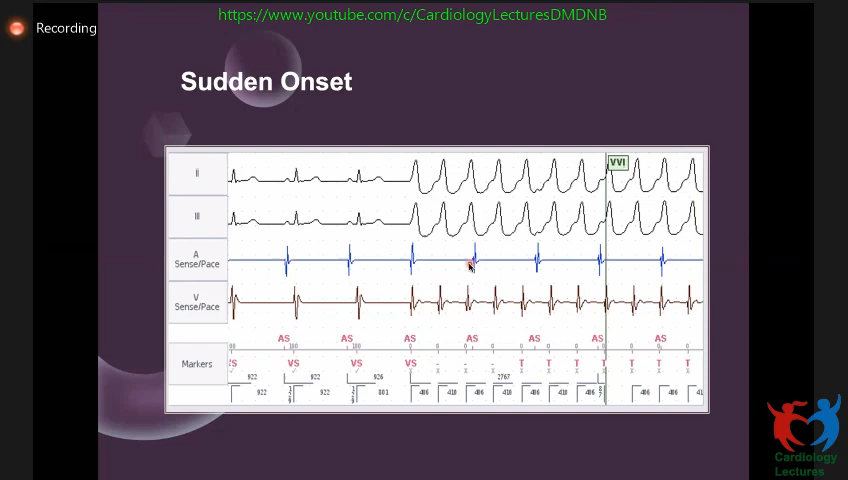 https://www.youtube.com/c/CardiologyLecturesDMDNB
Recording
Sudden Onset
II
VVI
III
A
Sense/Pace
V
Sense/Pace
AS AS AS AS AS AS AS
Markers
VS VS VS VS - - - T T T T T T T
922 922 926 2767
922 922 801 406 410 406 410 406 410 406 406 406
Cardiology
Lectures